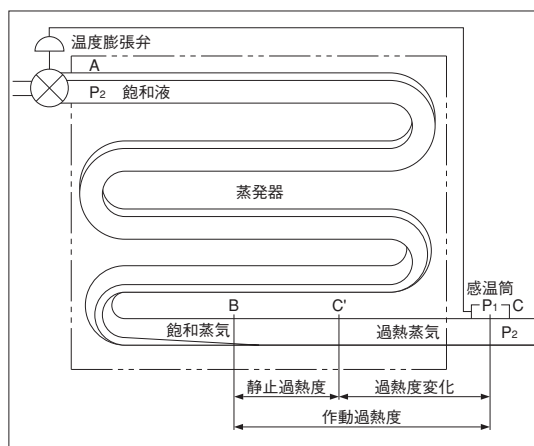 温度膨張弁
A
P₂ 飽和液
蒸発器
感温筒
B C' P₁ C
飽和蒸気 過熱蒸気 P₂
静止過熱度 過熱度変化
作動過熱度